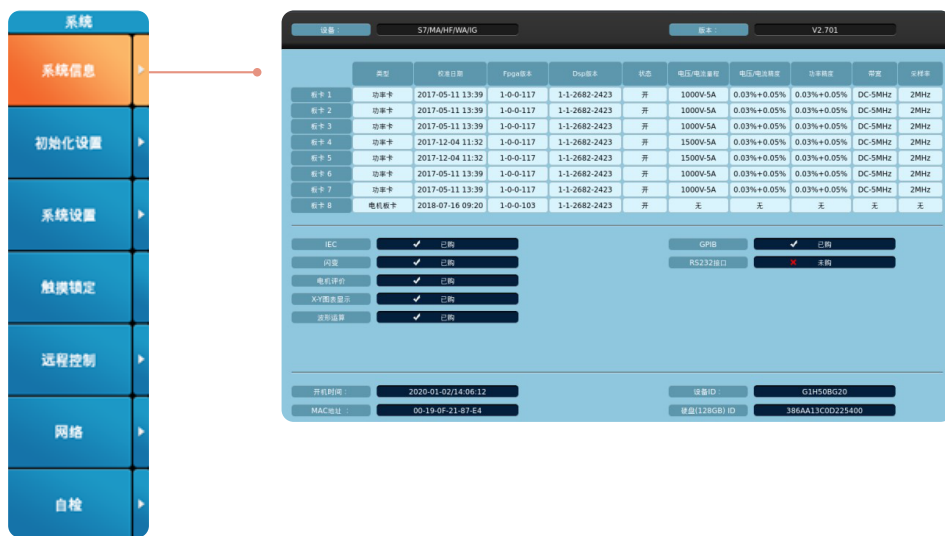 系统
系统信息
初始化设置
系统设置
触摸锁定
远程控制
网络
自检
设备: S7/MA/HF/WA/IG 版本: V2.701
类型 校准日期 Fpga版本 Dsp版本 状态 电压/电流量程 电压/电流精度 功率精度 带宽 采样率
板卡 1 功率卡 2017-05-11 13:39 1-0-0-117 1-1-2682-2423 开 1000V-5A 0.03%+0.05% 0.03%+0.05% DC-5MHz 2MHz
板卡 2 功率卡 2017-05-11 13:39 1-0-0-117 1-1-2682-2423 开 1000V-5A 0.03%+0.05% 0.03%+0.05% DC-5MHz 2MHz
板卡 3 功率卡 2017-05-11 13:39 1-0-0-117 1-1-2682-2423 开 1000V-5A 0.03%+0.05% 0.03%+0.05% DC-5MHz 2MHz
板卡 4 功率卡 2017-12-04 11:32 1-0-0-117 1-1-2682-2423 开 1500V-5A 0.03%+0.05% 0.03%+0.05% DC-5MHz 2MHz
板卡 5 功率卡 2017-12-04 11:32 1-0-0-117 1-1-2682-2423 开 1500V-5A 0.03%+0.05% 0.03%+0.05% DC-5MHz 2MHz
板卡 6 功率卡 2017-05-11 13:39 1-0-0-117 1-1-2682-2423 开 1000V-5A 0.03%+0.05% 0.03%+0.05% DC-5MHz 2MHz
板卡 7 功率卡 2017-05-11 13:39 1-0-0-117 1-1-2682-2423 开 1000V-5A 0.03%+0.05% 0.03%+0.05% DC-5MHz 2MHz
板卡 8 电机板卡 2018-07-16 09:20 1-0-0-103 1-1-2682-2423 开 无 无 无 无 无
IEC ✓ 已购 GPIB ✓ 已购
闪变 ✓ 已购 RS232接口 × 未购
电机评价 ✓ 已购
X-Y图表显示 ✓ 已购
波形运算 ✓ 已购
开机时间: 2020-01-02/14:06:12 设备ID: G1H50BG20
MAC地址: 00-19-0F-21-87-E4 硬盘(128GB) ID 386AA13C0D225400